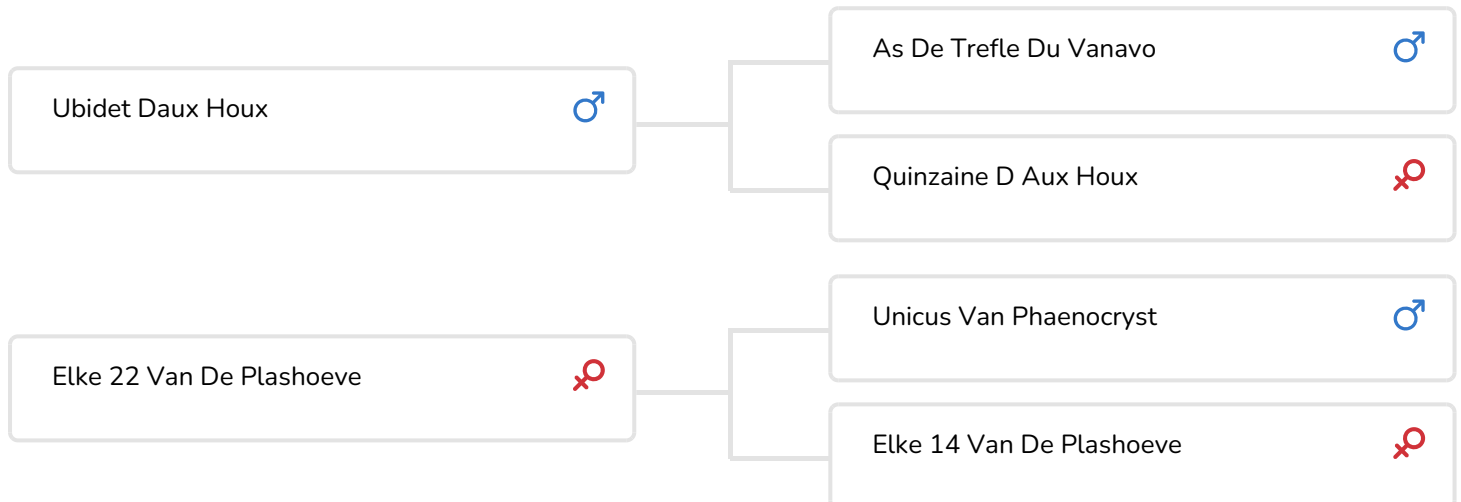 As De Trefle Du Vanavo
Ubidet Daux Houx
Quinzaine D Aux Houx
Unicus Van Phaenocryst
Elke 22 Van De Plashoeve
Elke 14 Van De Plashoeve